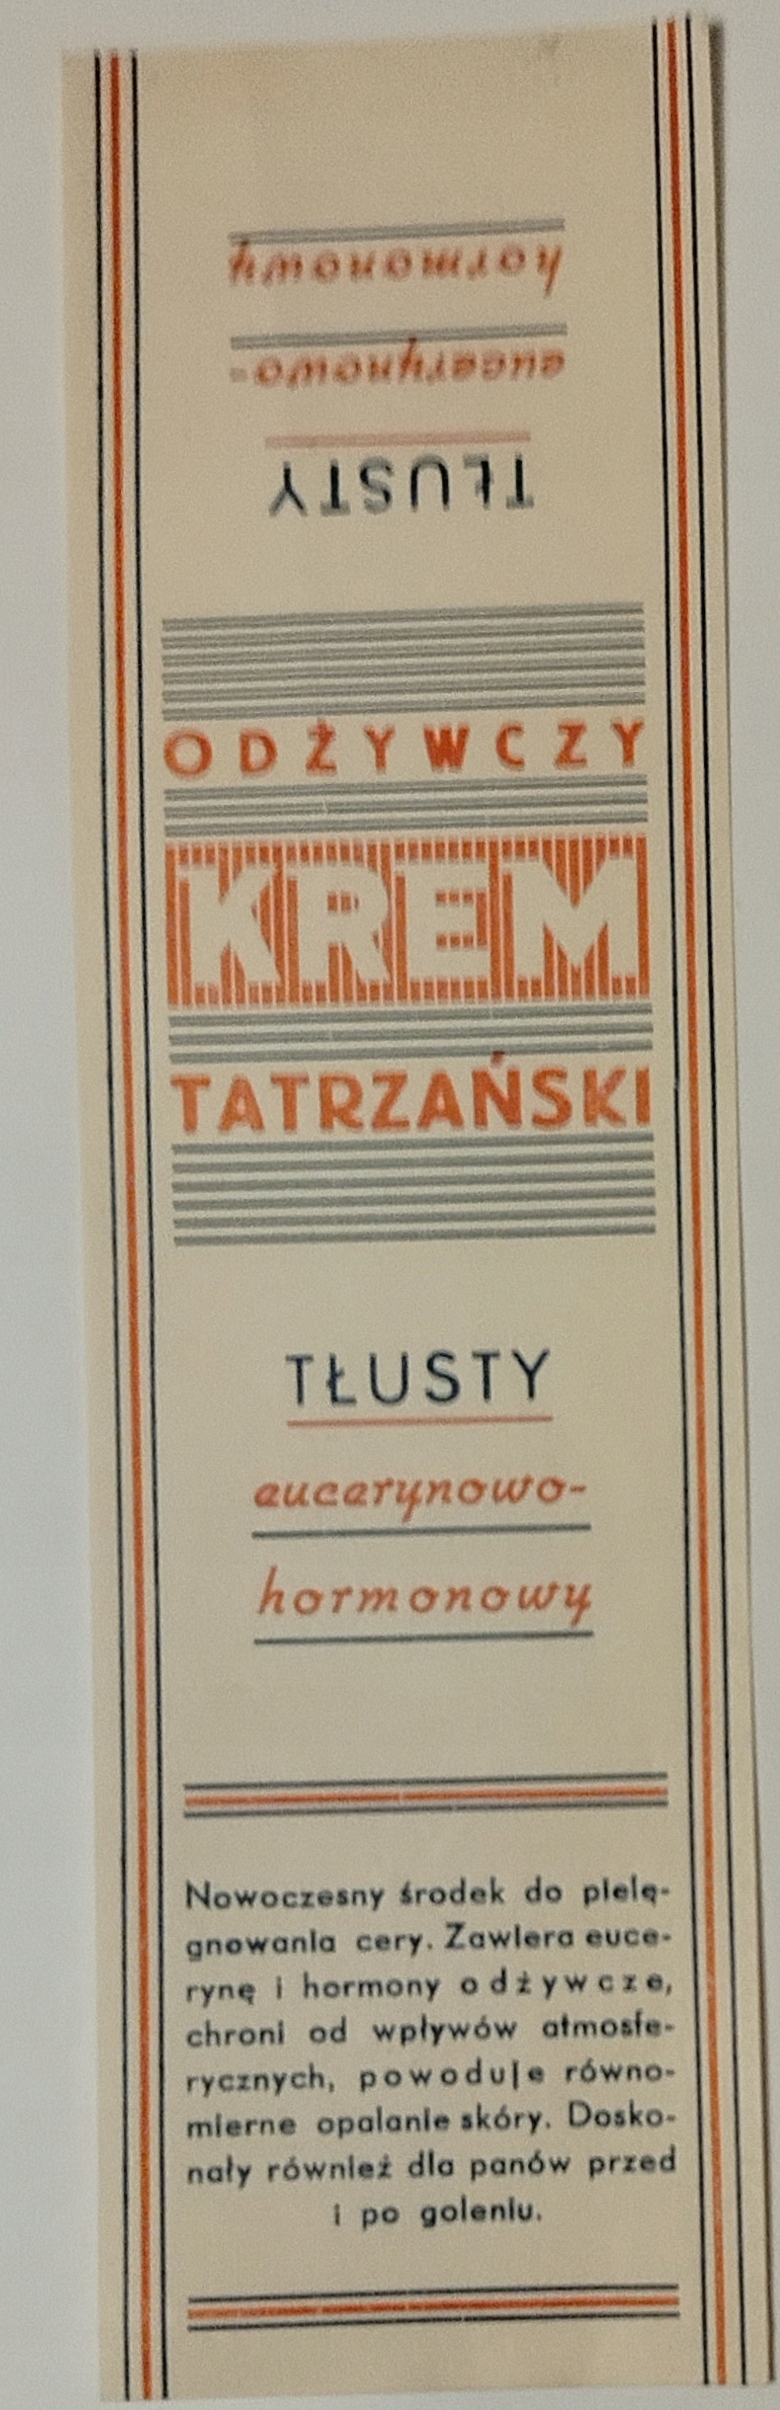 TŁUSTY
eucerynowo-
hormonowy
ODŻYWCZY
KREM
TATRZAŃSKI
TŁUSTY
eucerynowo-
hormonowy
Nowoczesny środek do pielę-
gnowania cery. Zawiera euce-
rynę i hormony odżywcze,
chroni od wpływów atmosfe-
rycznych, powoduje równo-
mierne opalanie skóry. Dosko-
nały również dla panów przed
i po goleniu.